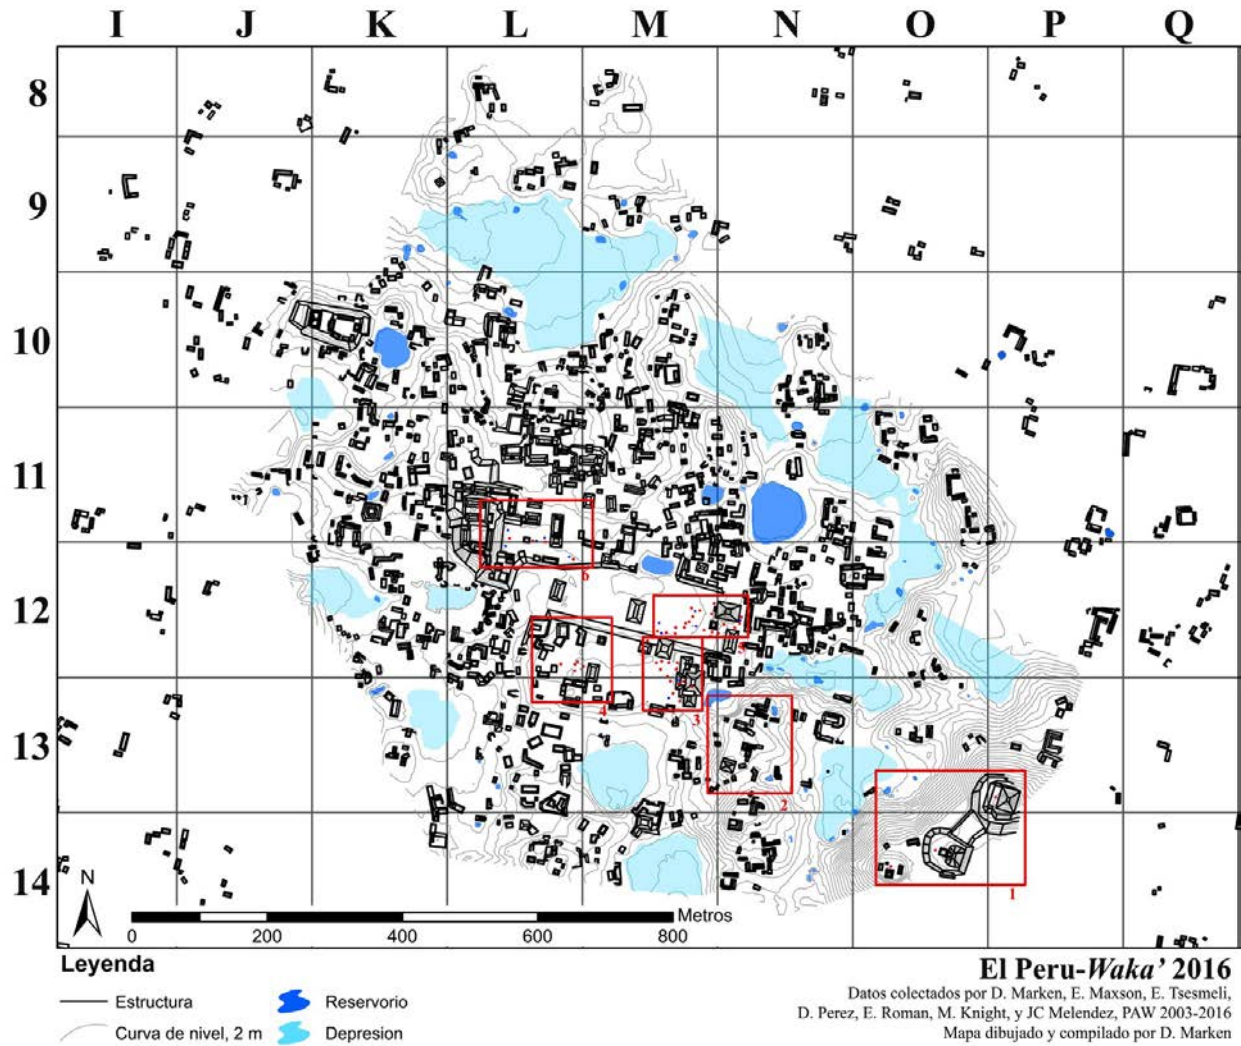 I J K L M N O P Q
8
9
10
11
12
13
14
6
5
4
3
2
1
N
Metros
0 200 400 600 800
Leyenda
Estructura
Curva de nivel, 2 m
Reservorio
Depresion
El Peru-Waka’ 2016
Datos colectados por D. Marken, E. Maxson, E. Tsesmeli,
D. Perez, E. Roman, M. Knight, y JC Melendez, PAW 2003-2016
Mapa dibujado y compilado por D. Marken